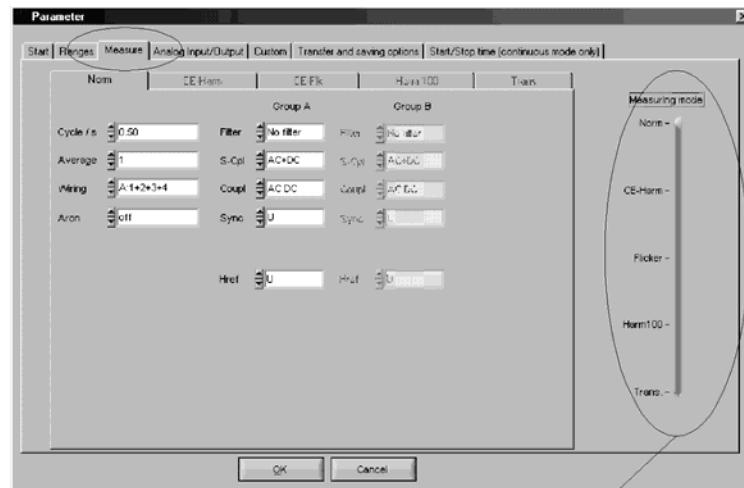 Parameter
Start Ranges Measure Analog Input/Output Custom Transfer and saving options Start/Stop time (continuous mode only)
Norm CE-Harm CE-Flk Harm100 Trans.
Measuring mode
Group A Group B
Cycle / s 0.50 Filter No filter Filter No filter
Average 1 S-Cpl AC+DC S-Cpl AC+DC
Wiring A:1+2+3+4 Coupl AC DC Coupl AC DC
Aron off Sync U Sync U
Href U Href U
Norm
CE-Harm
Flicker
Harm100
Trans.
OK Cancel